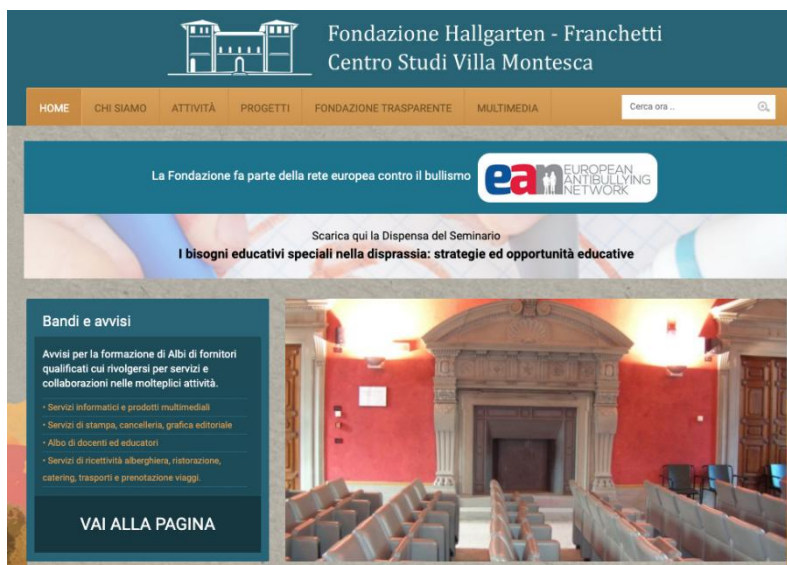 Fondazione Hallgarten - Franchetti
Centro Studi Villa Montesca
HOME CHI SIAMO ATTIVITÀ PROGETTI FONDAZIONE TRASPARENTE MULTIMEDIA Cerca ora ..
La Fondazione fa parte della rete europea contro il bullismo
ean
EUROPEAN
ANTIBULLYING
NETWORK
Scarica qui la Dispensa del Seminario
I bisogni educativi speciali nella disprassia: strategie ed opportunità educative
Bandi e avvisi
Avvisi per la formazione di Albi di fornitori
qualificati cui rivolgersi per servizi e
collaborazioni nelle molteplici attività.
• Servizi informatici e prodotti multimediali
• Servizi di stampa, cancelleria, grafica editoriale
• Albo di docenti ed educatori
• Servizi di ricettività alberghiera, ristorazione,
catering, trasporti e prenotazione viaggi.
VAI ALLA PAGINA